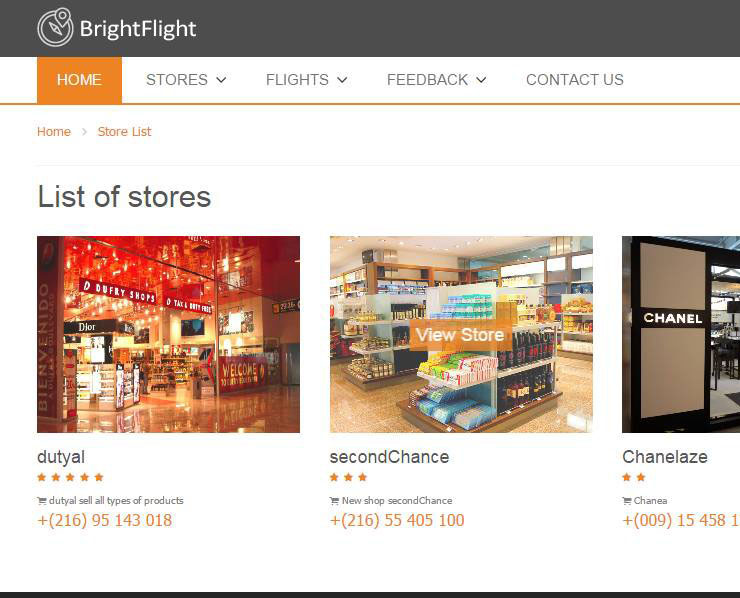 BrightFlight
HOME STORES FLIGHTS FEEDBACK CONTACT US
Home > Store List
List of stores
DUFRY SHOPS
TAX & DUTY FREE
Dior
BIENVENIDO
WELCOME
View Store
CHANEL
dutyal
secondChance
Chanelaze
dutyal sell all types of products
New shop secondChance
Chanea
+(216) 95 143 018
+(216) 55 405 100
+(009) 15 458 1